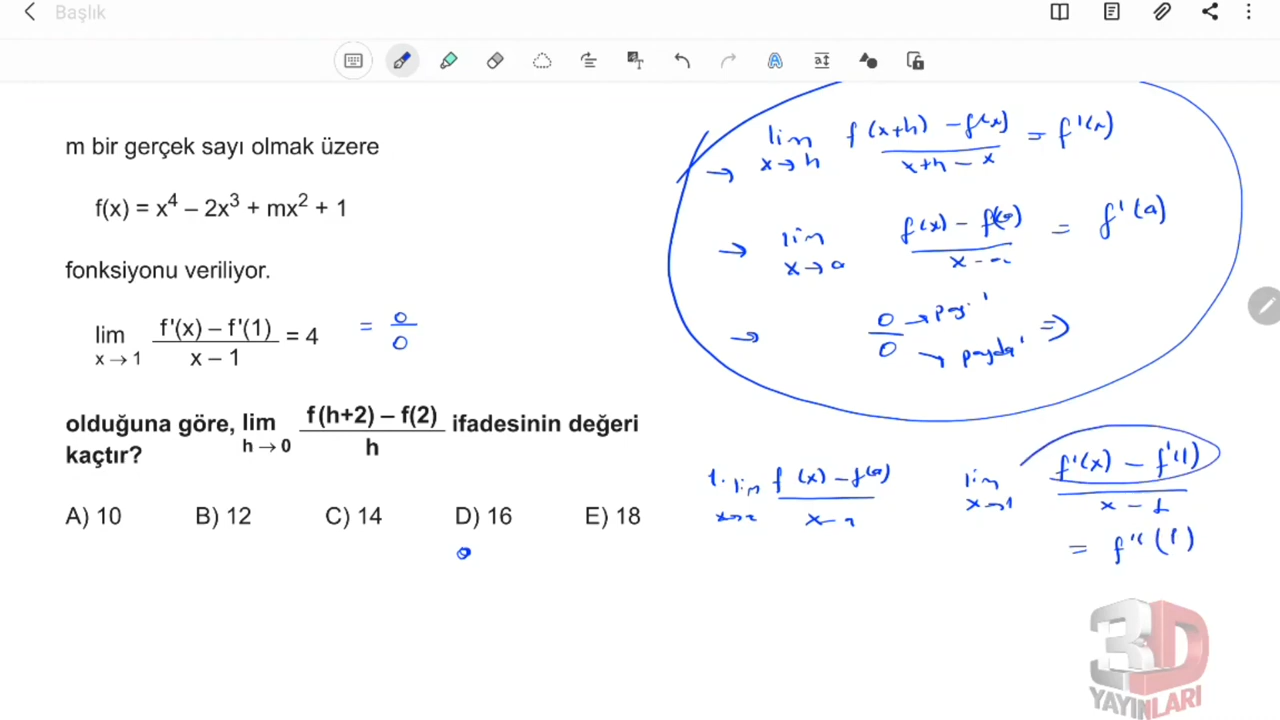 Başlık
m bir gerçek sayı olmak üzere
f(x) = x⁴ – 2x³ + mx² + 1
fonksiyonu veriliyor.
lim x→1 f'(x) – f'(1) / x – 1 = 4 = 0/0
olduğuna göre, lim h→0 f(h+2) – f(2) / h ifadesinin değeri
kaçtır?
A) 10 B) 12 C) 14 D) 16 E) 18
→ lim x→h f(x+h) – f(x) / x+h – x = f'(x)
→ lim x→a f(x) – f(a) / x – a = f'(a)
→ 0/0 → pay' → payda' ⇒
lim f(x) – f(a) / x –
lim x→1 f'(x) – f'(1) / x – 1
= f''(1)
3D
YAYINLARI